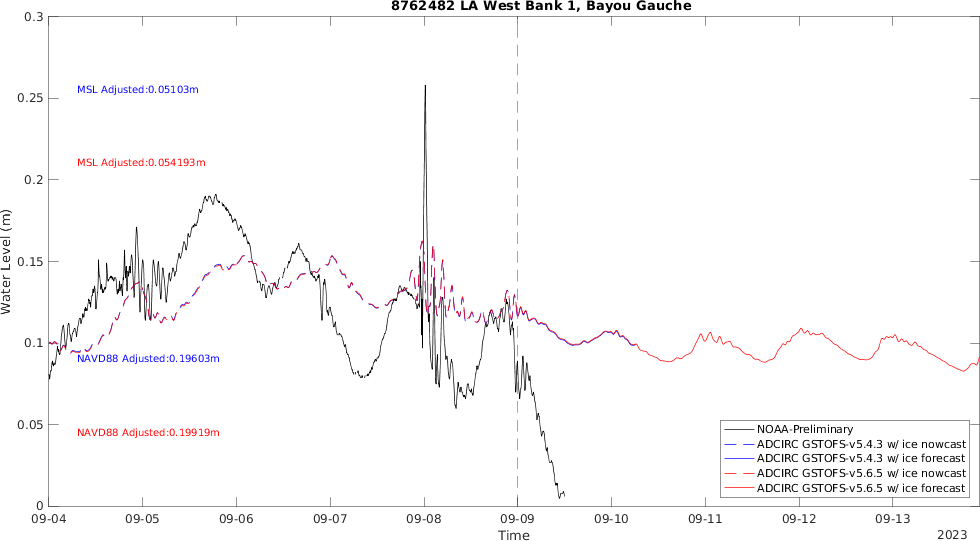 8762482 LA West Bank 1, Bayou Gauche
0.3
0.25
0.2
0.15
0.1
0.05
0
Water Level (m)
MSL Adjusted:0.05103m
MSL Adjusted:0.054193m
NAVD88 Adjusted:0.19603m
NAVD88 Adjusted:0.19919m
NOAA-Preliminary
ADCIRC GSTOFS-v5.4.3 w/ ice nowcast
ADCIRC GSTOFS-v5.4.3 w/ ice forecast
ADCIRC GSTOFS-v5.6.5 w/ ice nowcast
ADCIRC GSTOFS-v5.6.5 w/ ice forecast
09-04 09-05 09-06 09-07 09-08 09-09 09-10 09-11 09-12 09-13
Time
2023